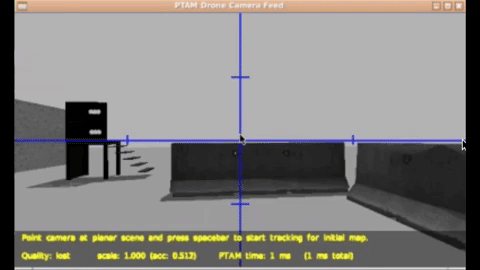 PTAM Drone Camera Feed
Point camera at planar scene and press spacebar to start tracking for initial map.
Quality: lost scale: 1.000 (acc: 0.512) PTAM time: 1 ms (1 ms total)